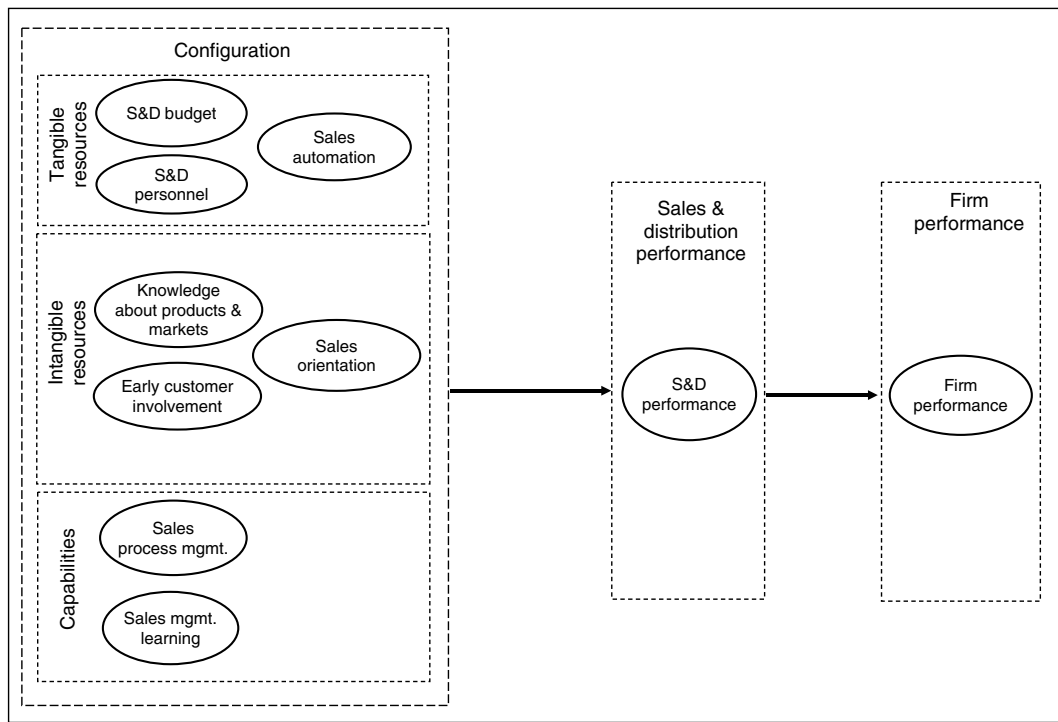 Configuration
Tangible
resources
S&D budget
Sales
automation
S&D
personnel
Intangible
resources
Knowledge
about products &
markets
Sales
orientation
Early customer
involvement
Capabilities
Sales
process mgmt.
Sales mgmt.
learning
Sales &
distribution
performance
S&D
performance
Firm
performance
Firm
performance